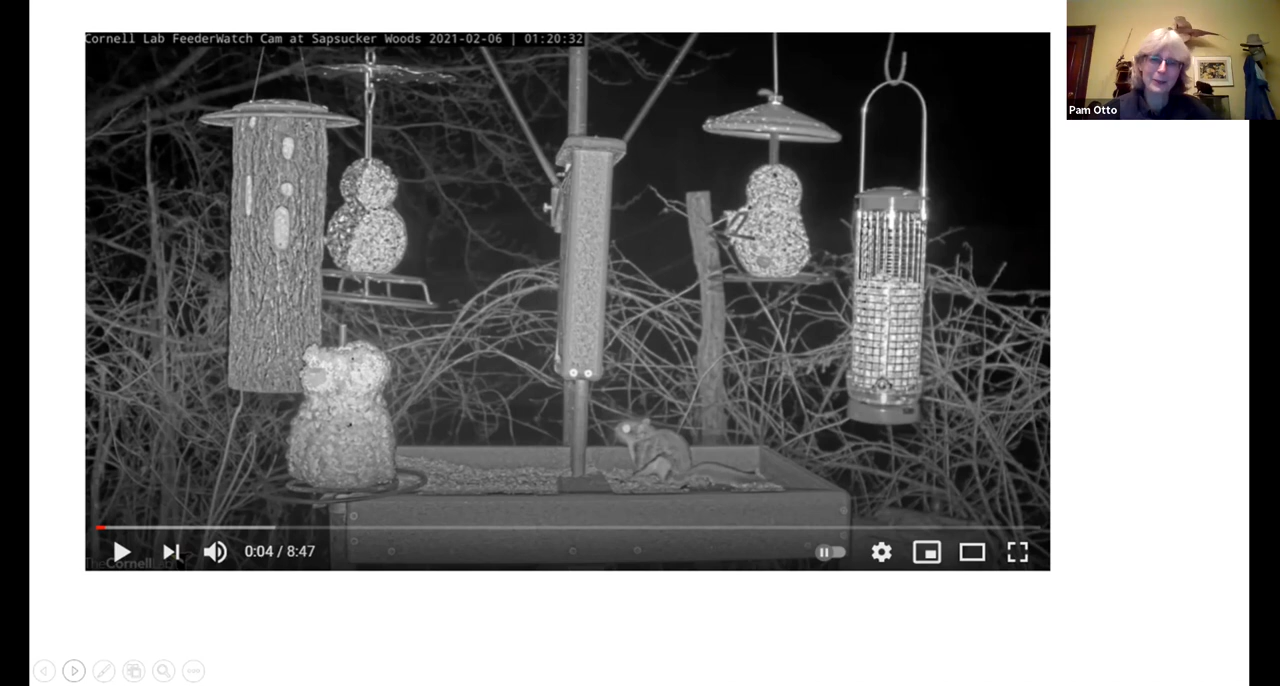 Cornell Lab FeederWatch Cam at Sapsucker Woods 2021-02-06 | 01:20:32
Pam Otto
0:04 / 8:47
TheCornellLab